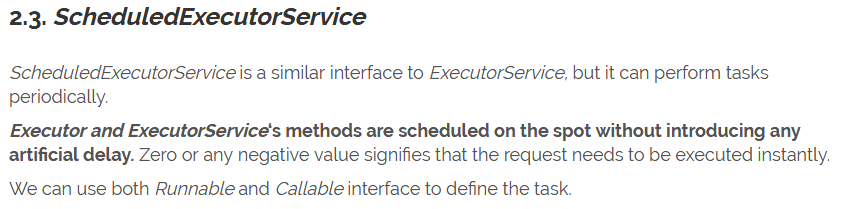 2.3. ScheduledExecutorService
ScheduledExecutorService is a similar interface to ExecutorService, but it can perform tasks
periodically.
Executor and ExecutorService‘s methods are scheduled on the spot without introducing any
artificial delay. Zero or any negative value signifies that the request needs to be executed instantly.
We can use both Runnable and Callable interface to define the task.